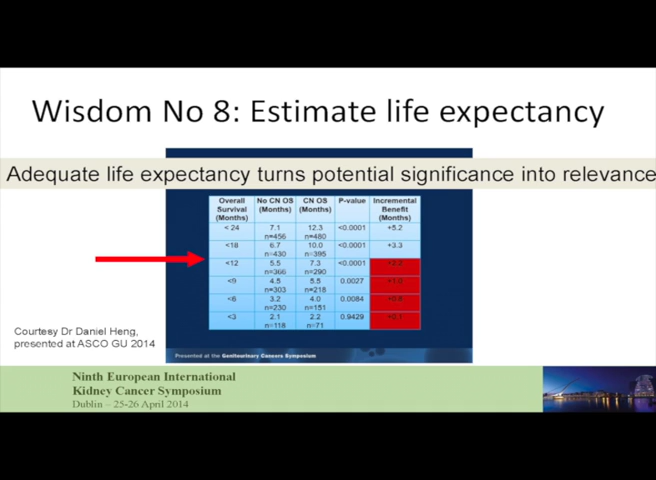 Wisdom No 8: Estimate life expectancy
Adequate life expectancy turns potential significance into relevance
Overall Survival (Months) No CN OS (Months) CN OS (Months) P-value Incremental Benefit (Months)
< 24 7.1 n=456 12.3 n=480 <0.0001 +5.2
<18 6.7 n=430 10.0 n=395 <0.0001 +3.3
<12 5.5 n=366 7.3 n=290 <0.0001
<9 4.5 n=303 5.5 n=218 0.0027
<6 3.2 n=230 4.0 n=151 0.0084
<3 2.1 n=118 2.2 n=71 0.9429
Courtesy Dr Daniel Heng,
presented at ASCO GU 2014
Presented at the Genitourinary Cancers Symposium
Ninth European International
Kidney Cancer Symposium
Dublin – 25-26 April 2014